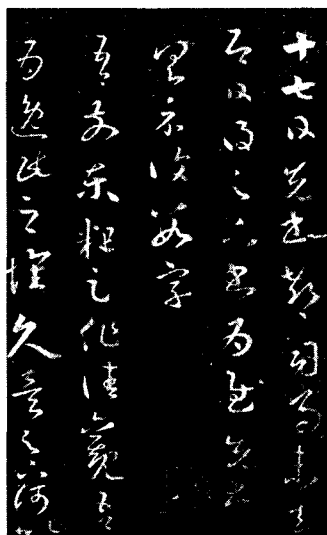 十七日先書郗司馬未去
即日得足下書為慰先書以
具示復數字
吾前東粗足作佳觀吾
為逸民之懷久矣足下何以